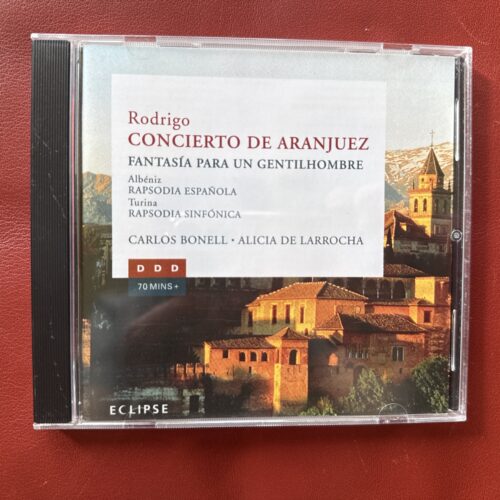 Rodrigo
CONCIERTO DE ARANJUEZ
FANTASÍA PARA UN GENTILHOMBRE
Albéniz
RAPSODIA ESPAÑOLA
Turina
RAPSODIA SINFÓNICA
CARLOS BONELL • ALICIA DE LARROCHA
D D D
70 MINS +
ECLIPSE